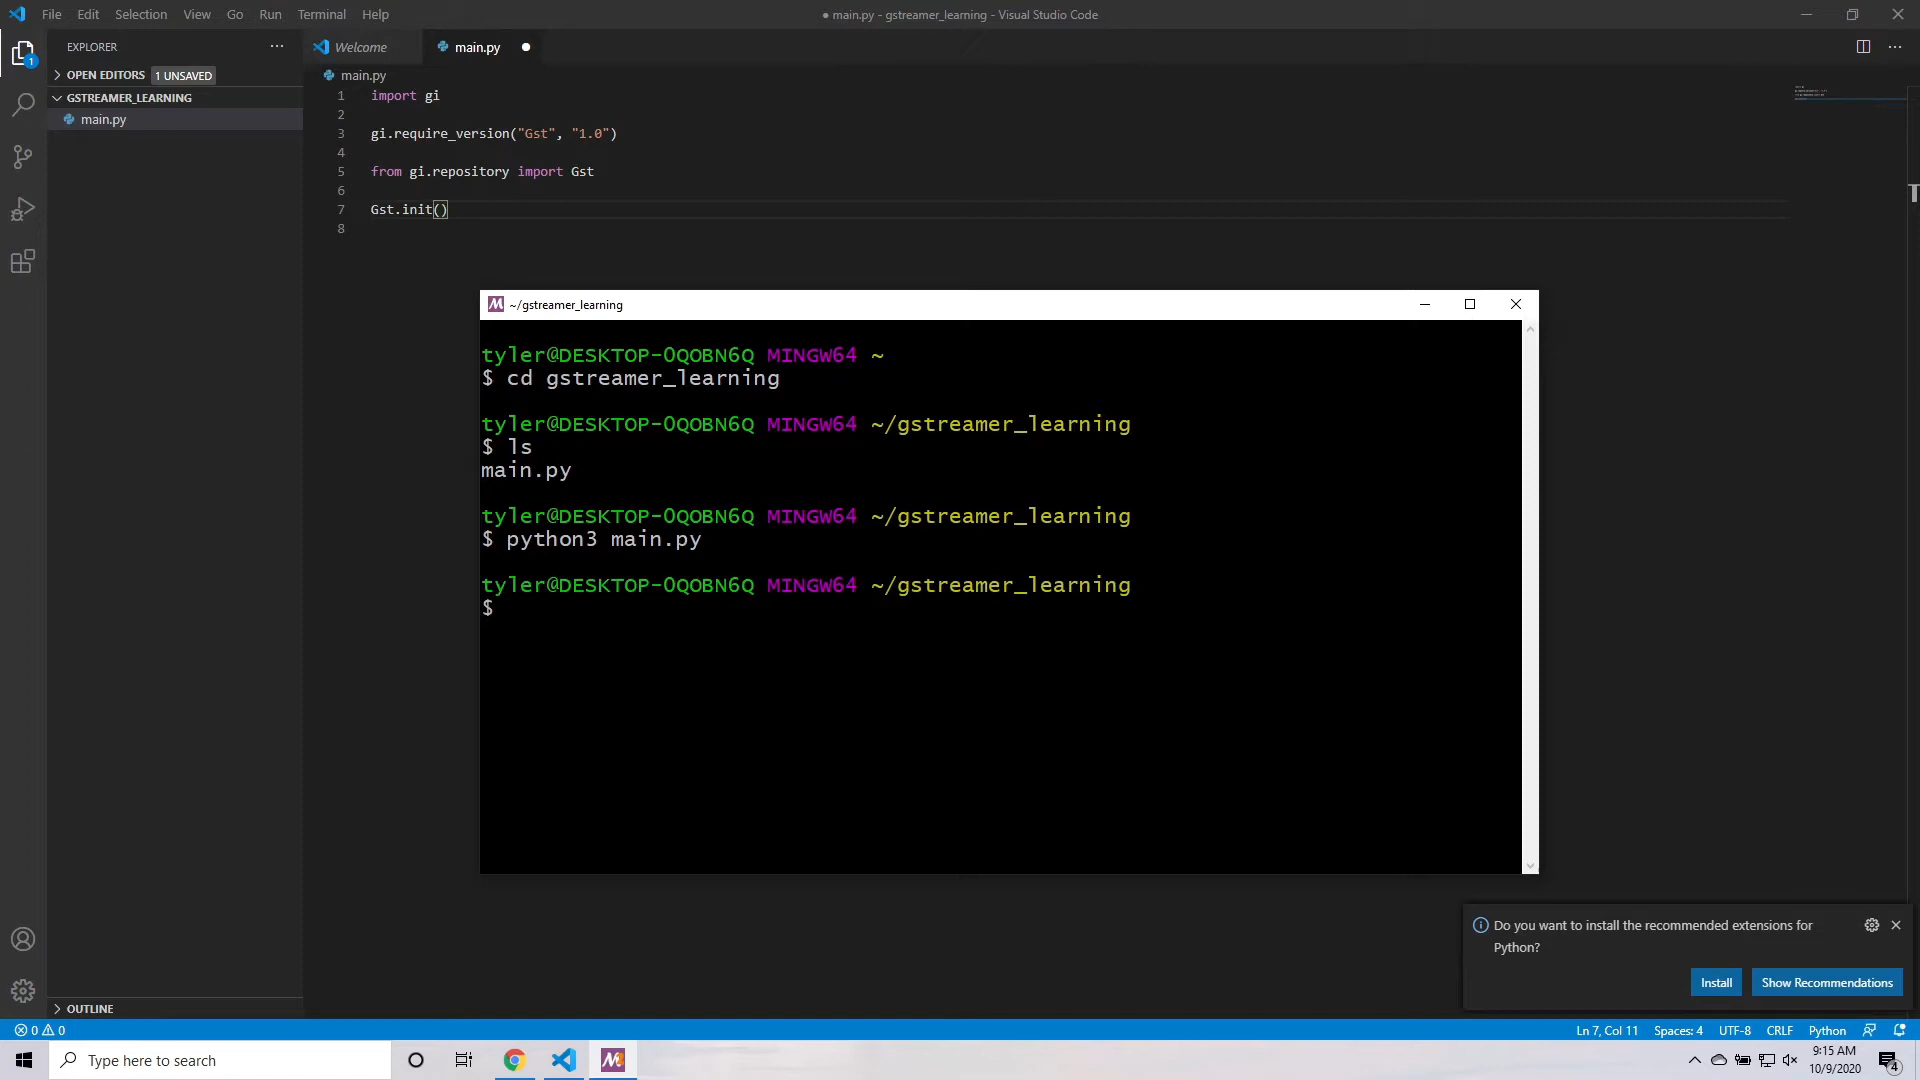 File Edit Selection View Go Run Terminal Help
● main.py - gstreamer_learning - Visual Studio Code
EXPLORER
Welcome
main.py
1
OPEN EDITORS 1 UNSAVED
GSTREAMER_LEARNING
main.py
main.py
1 import gi
2
3 gi.require_version("Gst", "1.0")
4
5 from gi.repository import Gst
6
7 Gst.init()
8
~/gstreamer_learning
tyler@DESKTOP-0QOBN6Q MINGW64 ~
$ cd gstreamer_learning
tyler@DESKTOP-0QOBN6Q MINGW64 ~/gstreamer_learning
$ ls
main.py
tyler@DESKTOP-0QOBN6Q MINGW64 ~/gstreamer_learning
$ python3 main.py
tyler@DESKTOP-0QOBN6Q MINGW64 ~/gstreamer_learning
$
Do you want to install the recommended extensions for
Python?
Install
Show Recommendations
OUTLINE
0 0
Ln 7, Col 11 Spaces: 4 UTF-8 CRLF Python
Type here to search
9:15 AM
10/9/2020
4